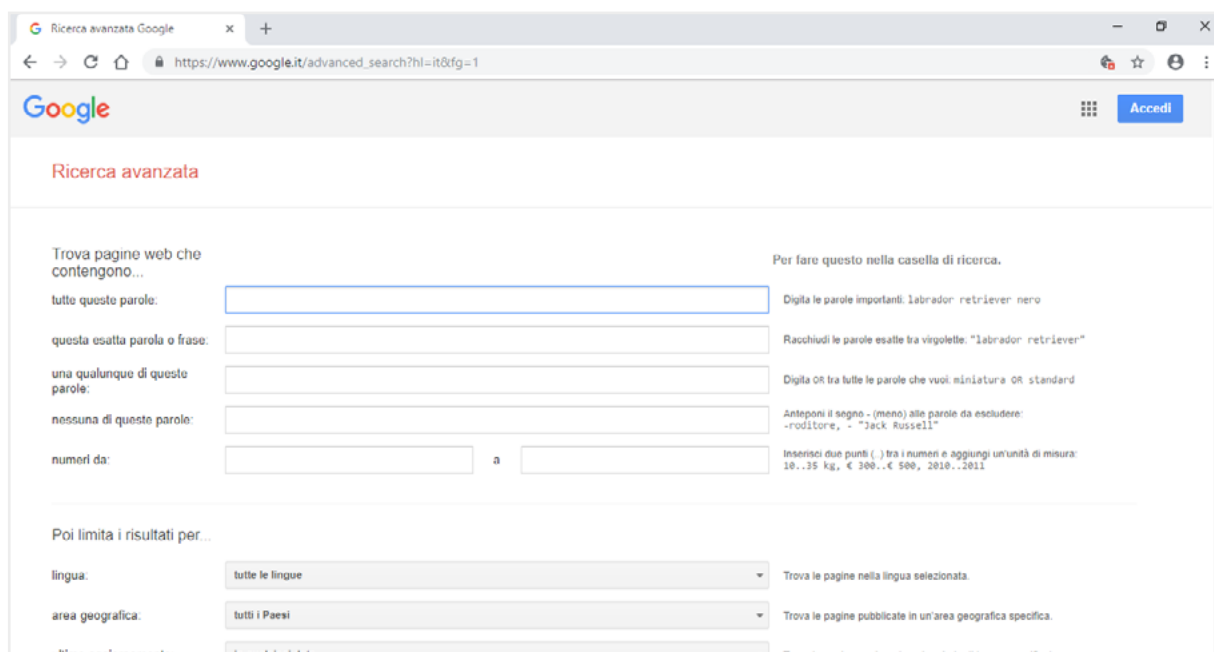 Ricerca avanzata Google
https://www.google.it/advanced_search?hl=it&fg=1
Google
Accedi
Ricerca avanzata
Trova pagine web che
contengono...
Per fare questo nella casella di ricerca.
tutte queste parole:
Digita le parole importanti: labrador retriever nero
questa esatta parola o frase:
Racchiudi le parole esatte tra virgolette: "labrador retriever"
una qualunque di queste
parole:
Digita OR tra tutte le parole che vuoi: miniatura OR standard
nessuna di queste parole:
Anteponi il segno - (meno) alle parole da escludere:
-roditore, - "Jack Russell"
numeri da:
a
Inserisci due punti (..) tra i numeri e aggiungi un'unità di misura:
10..35 kg, € 300..€ 500, 2010..2011
Poi limita i risultati per...
lingua:
tutte le lingue
Trova le pagine nella lingua selezionata.
area geografica:
tutti i Paesi
Trova le pagine pubblicate in un'area geografica specifica.